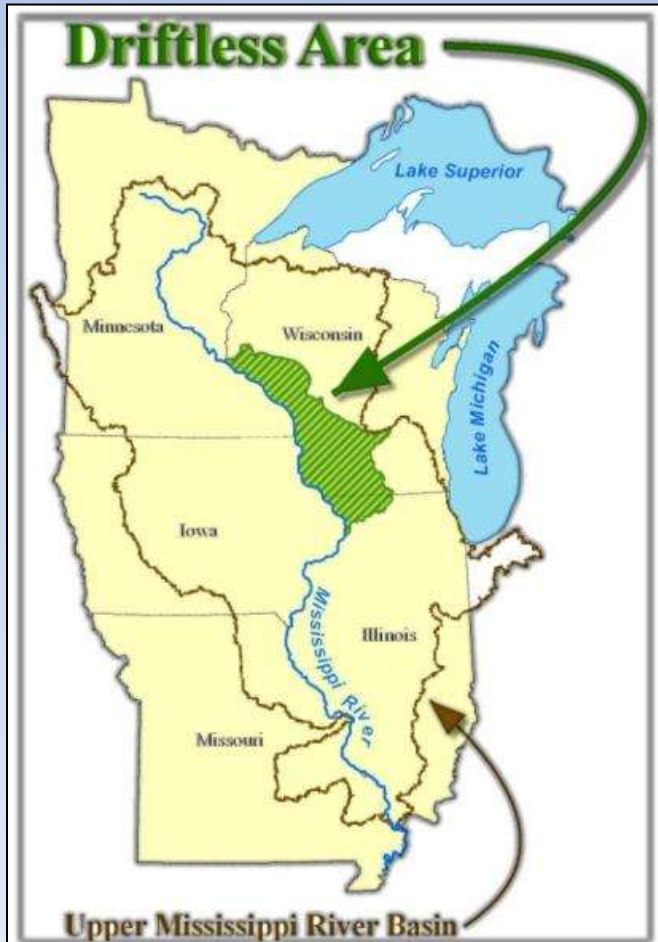 Driftless Area
Lake Superior
Minnesota
Wisconsin
Lake Michigan
Iowa
Mississippi River
Illinois
Missouri
Upper Mississippi River Basin